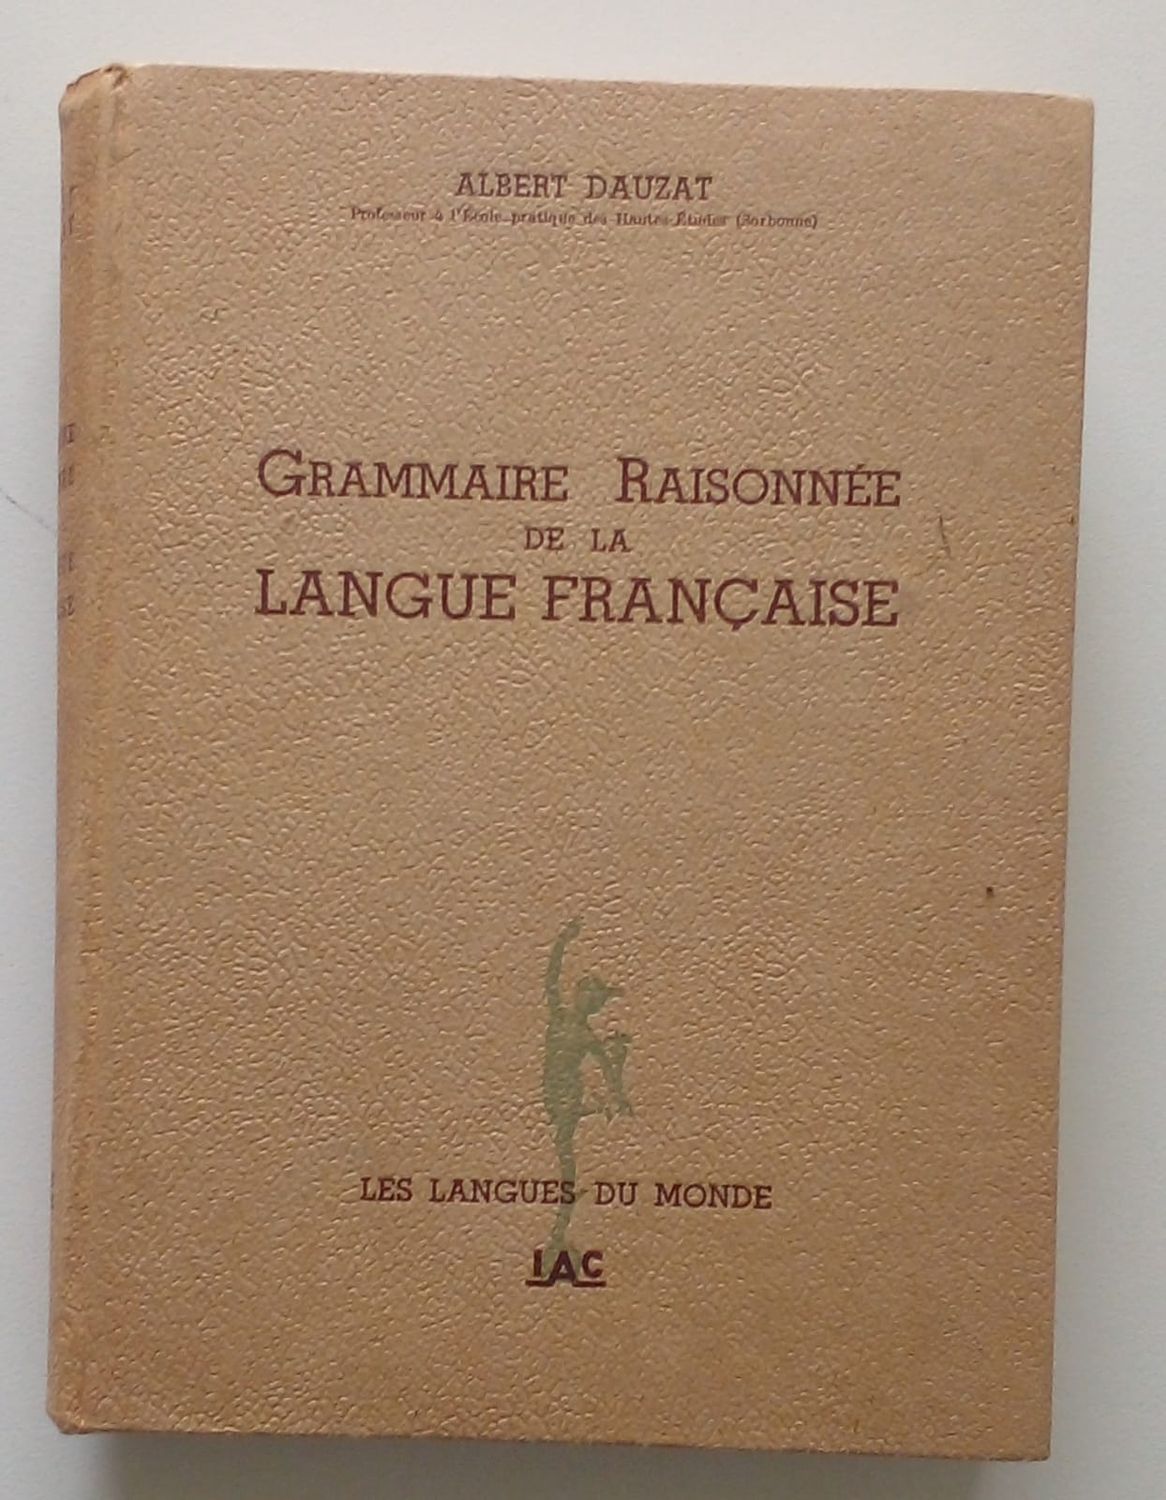 ALBERT DAUZAT
Professeur à l'École pratique des Hautes-Études (Sorbonne)
GRAMMAIRE RAISONNÉE
DE LA
LANGUE FRANÇAISE
LES LANGUES DU MONDE
IAC